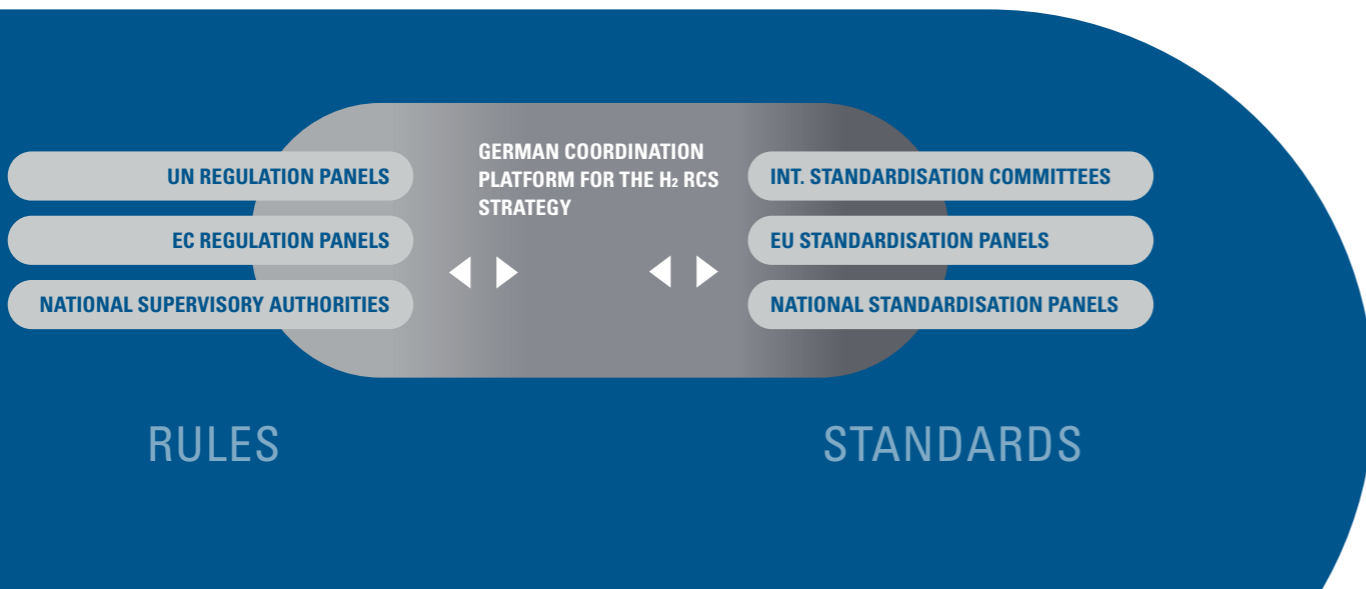 UN REGULATION PANELS
EC REGULATION PANELS
NATIONAL SUPERVISORY AUTHORITIES
GERMAN COORDINATION
PLATFORM FOR THE H₂ RCS
STRATEGY
INT. STANDARDISATION COMMITTEES
EU STANDARDISATION PANELS
NATIONAL STANDARDISATION PANELS
RULES
STANDARDS